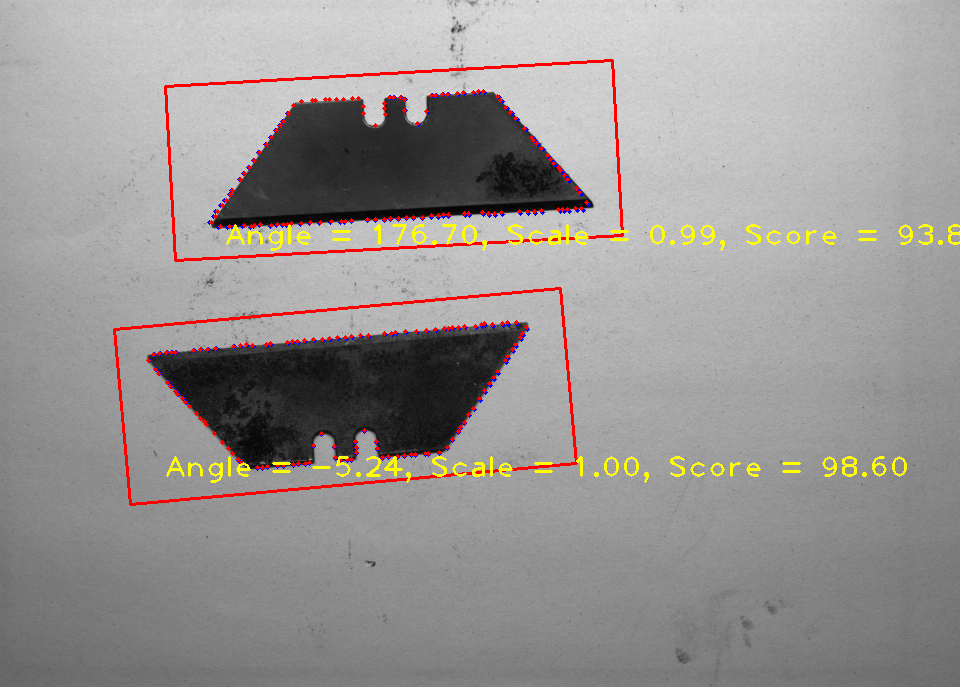 Angle = 176.70, Scale = 0.99, Score = 93.8
Angle = -5.24, Scale = 1.00, Score = 98.60